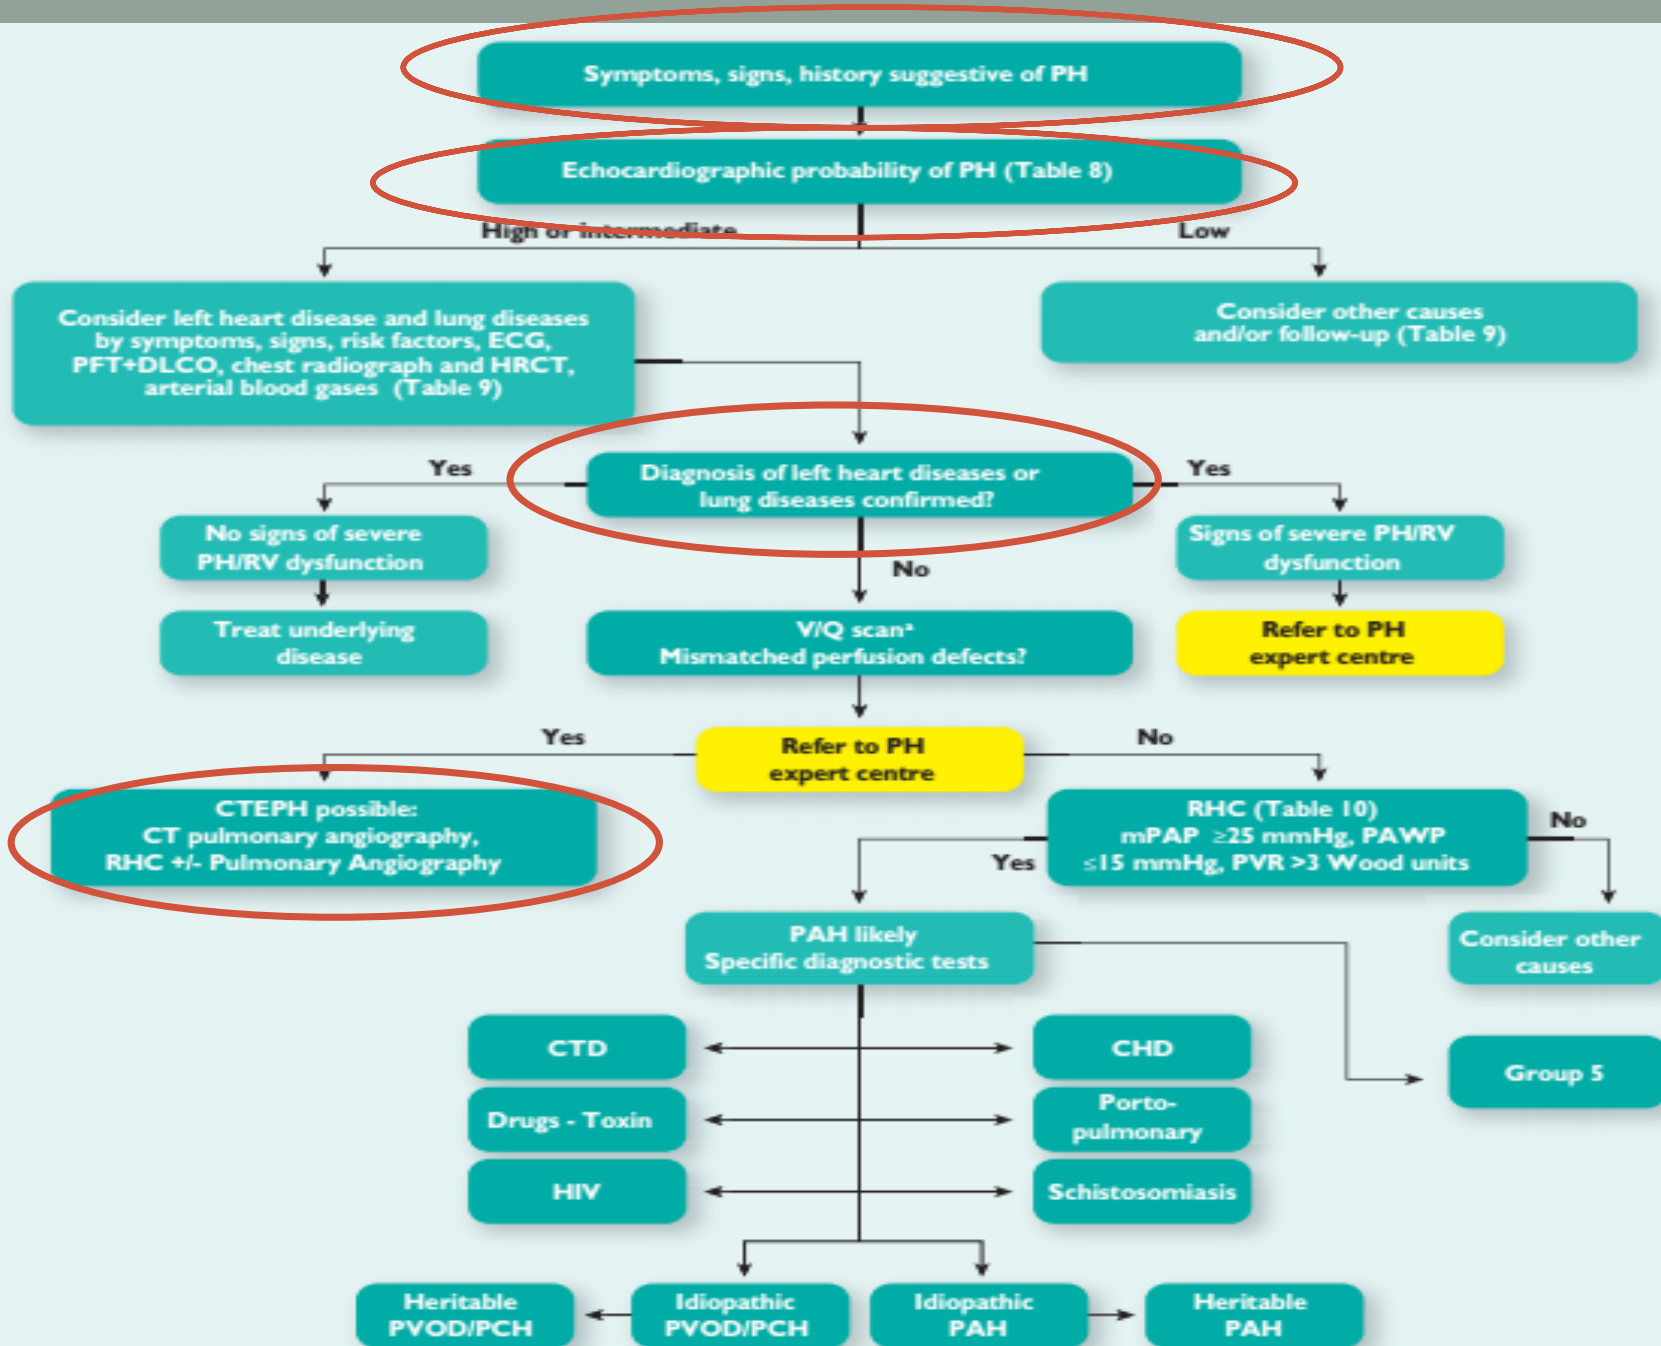 Symptoms, signs, history suggestive of PH
Echocardiographic probability of PH (Table 8)
High or intermediate
Low
Consider left heart disease and lung diseases
by symptoms, signs, risk factors, ECG,
PFT+DLCO, chest radiograph and HRCT,
arterial blood gases (Table 9)
Consider other causes
and/or follow-up (Table 9)
Yes
Diagnosis of left heart diseases or
lung diseases confirmed?
Yes
No signs of severe
PH/RV dysfunction
Signs of severe PH/RV
dysfunction
No
Treat underlying
disease
V/Q scanª
Mismatched perfusion defects?
Refer to PH
expert centre
Yes
Refer to PH
expert centre
No
CTEPH possible:
CT pulmonary angiography,
RHC +/- Pulmonary Angiography
RHC (Table 10)
mPAP ≥25 mmHg, PAWP
≤15 mmHg, PVR >3 Wood units
No
Yes
PAH likely
Specific diagnostic tests
Consider other
causes
CTD
CHD
Group 5
Drugs - Toxin
Porto-
pulmonary
HIV
Schistosomiasis
Heritable
PVOD/PCH
Idiopathic
PVOD/PCH
Idiopathic
PAH
Heritable
PAH